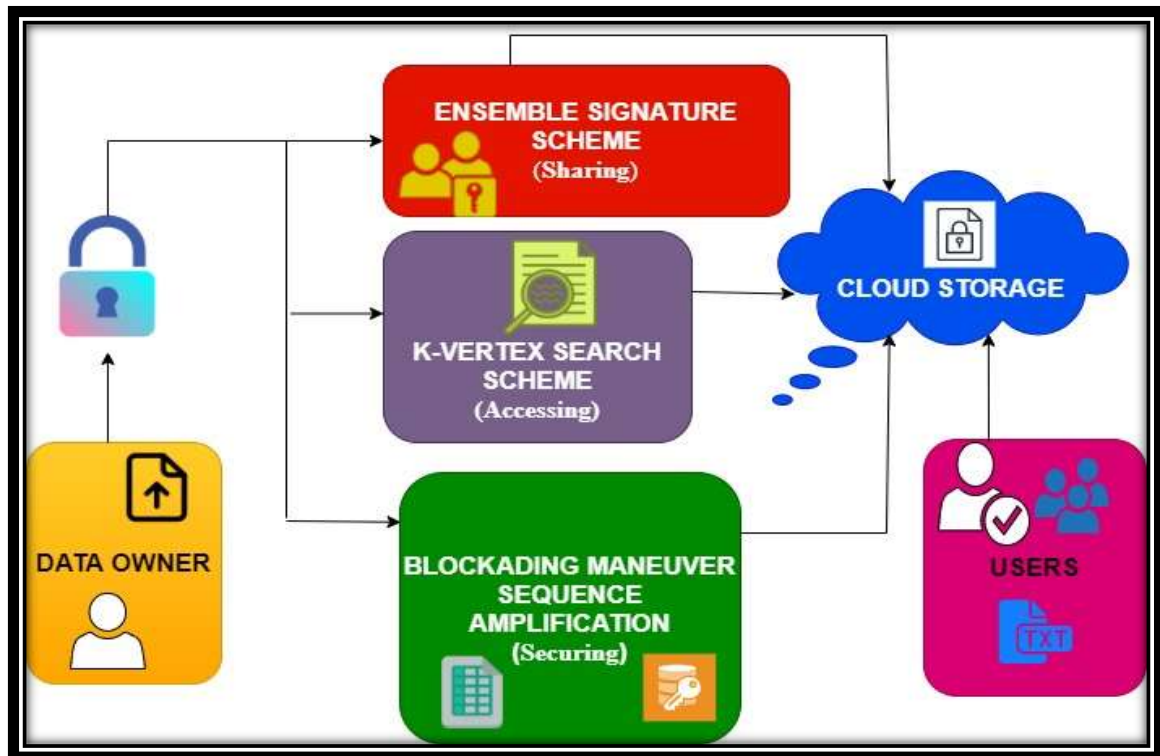 ENSEMBLE SIGNATURE
SCHEME
(Sharing)
CLOUD STORAGE
K-VERTEX SEARCH
SCHEME
(Accessing)
DATA OWNER
BLOCKADING MANEUVER
SEQUENCE
AMPLIFICATION
(Securing)
USERS
TXT